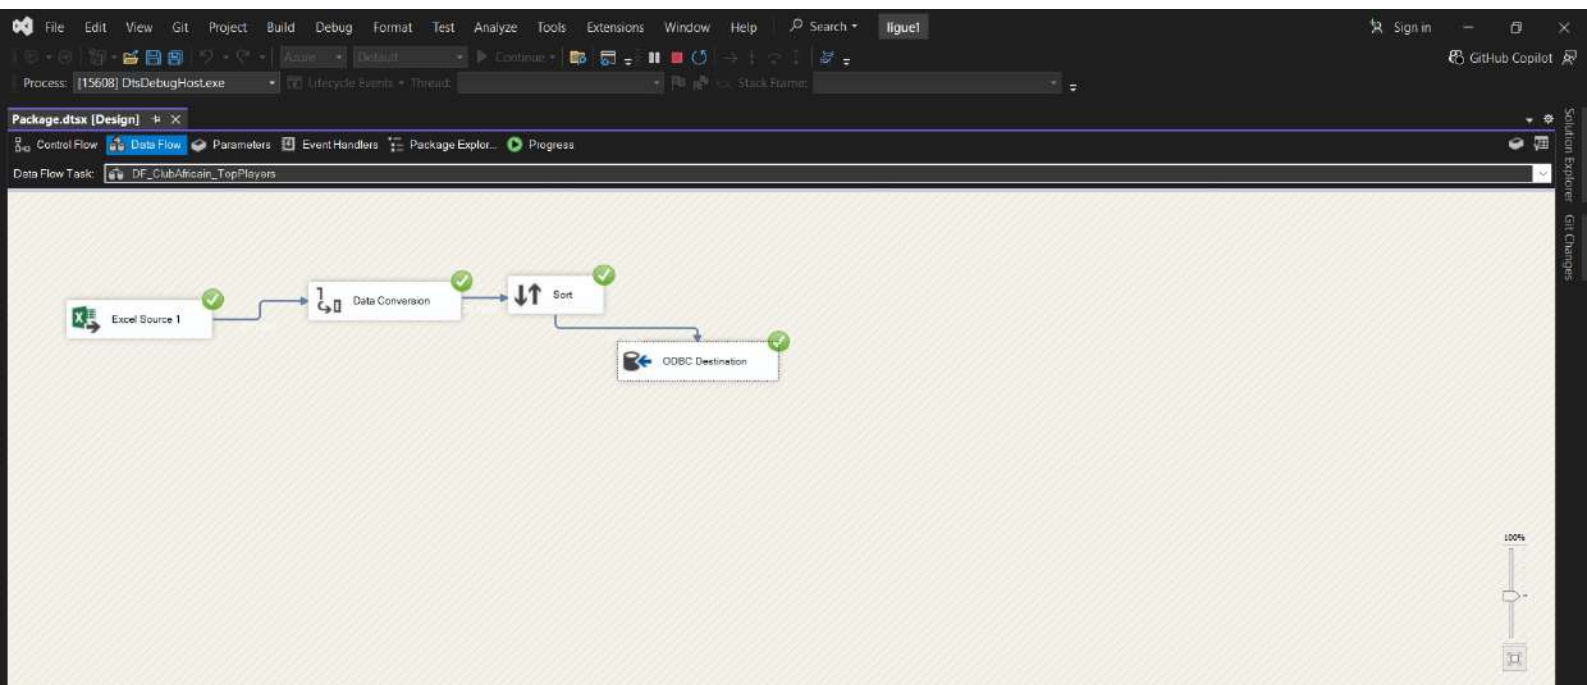 File Edit View Git Project Build Debug Format Test Analyze Tools Extensions Window Help Search ligue1 Sign in
Azure Default Continue GitHub Copilot
Process: [15608] DtsDebugHost.exe Lifecycle Events Thread: Stack Frame:
Package.dtsx [Design]
Control Flow Data Flow Parameters Event Handlers Package Explor... Progress
Data Flow Task: DF_ClubAfricain_TopPlayers
Solution Explorer
Git Changes
Excel Source 1
Data Conversion
Sort
ODBC Destination
100%